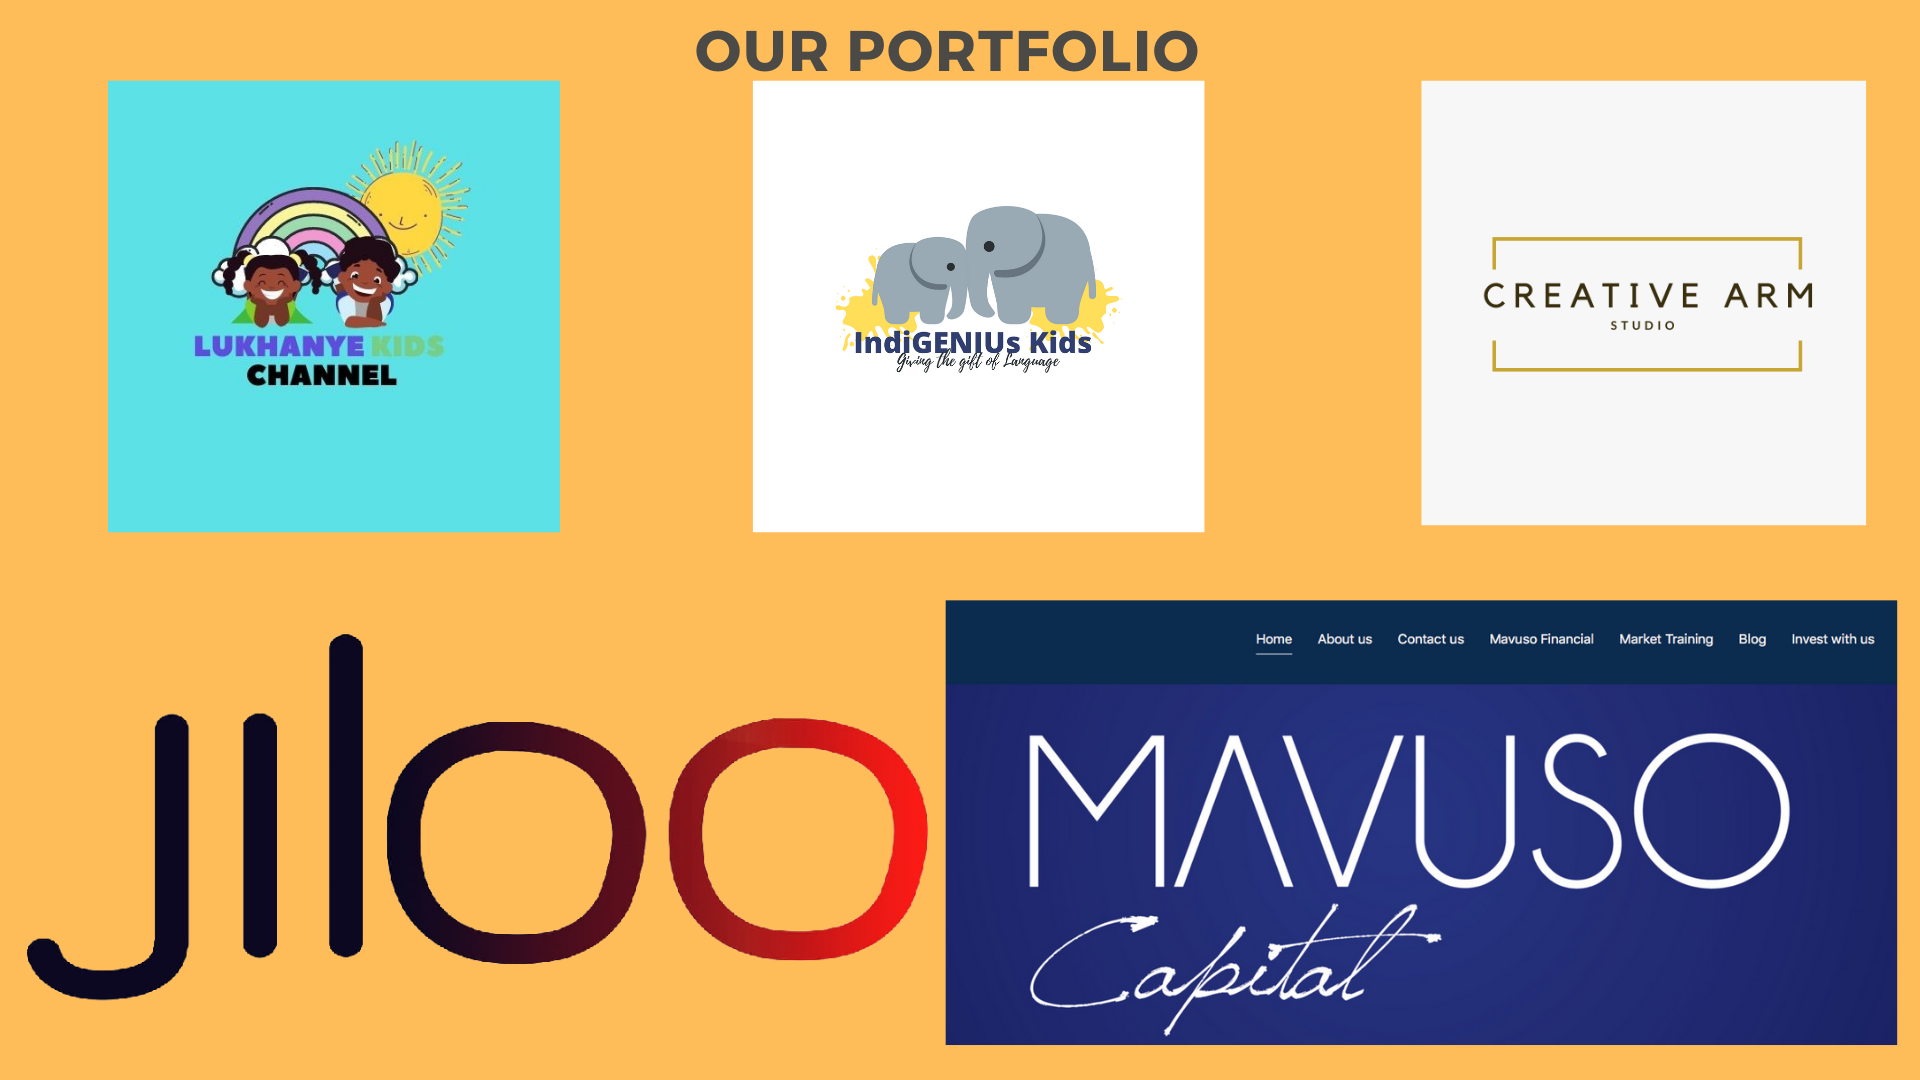 OUR PORTFOLIO
LUKHANYE KIDS
CHANNEL
IndiGENIUs Kids
Giving the gift of Language
CREATIVE ARM
STUDIO
jiloo
Home About us Contact us Mavuso Financial Market Training Blog Invest with us
MAVUSO
Capital